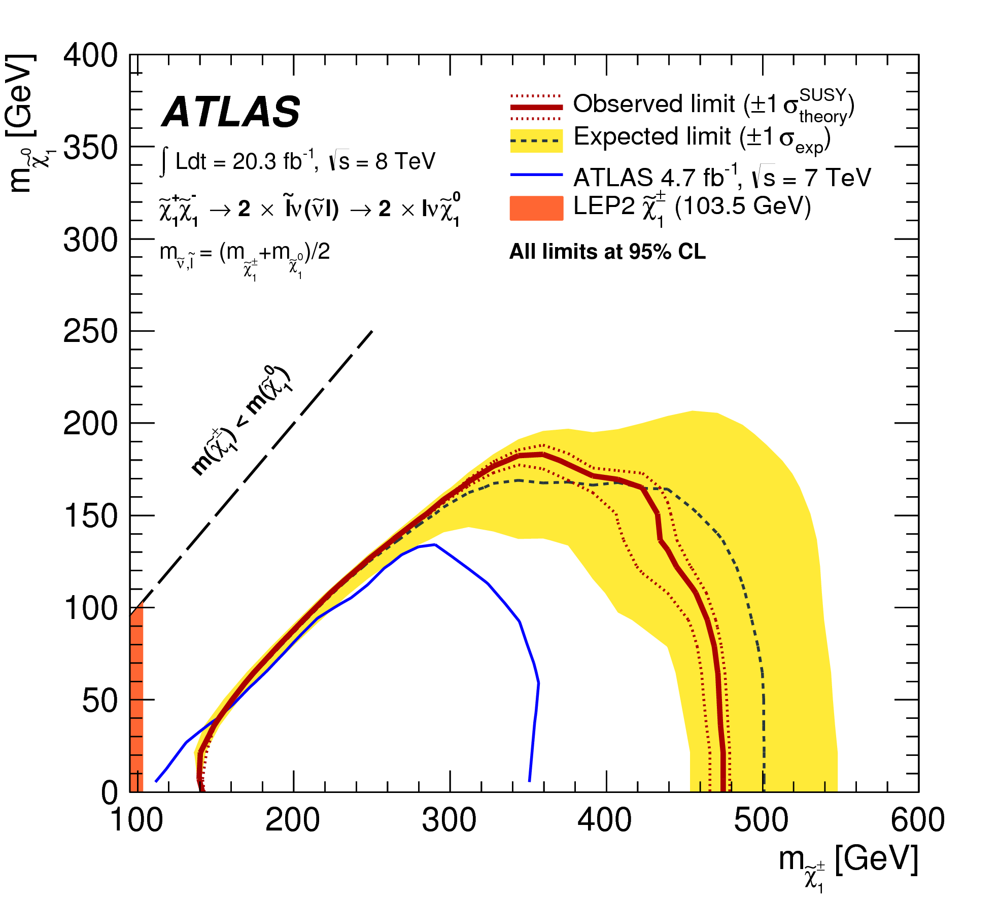 ATLAS
∫ Ldt = 20.3 fb⁻¹, √s = 8 TeV
χ̃₁⁺χ̃₁⁻ → 2 × l̃ν(ν̃l) → 2 × lνχ̃₁⁰
m_ν̃,l̃ = (m_χ̃₁± + m_χ̃₁⁰)/2
Observed limit (±1 σ_theory^SUSY)
Expected limit (±1 σ_exp)
ATLAS 4.7 fb⁻¹, √s = 7 TeV
LEP2 χ̃₁± (103.5 GeV)
All limits at 95% CL
m(χ̃₁±) < m(χ̃₁⁰)
m_χ̃₁⁰ [GeV]
400
350
300
250
200
150
100
50
0
100 200 300 400 500 600
m_χ̃₁± [GeV]